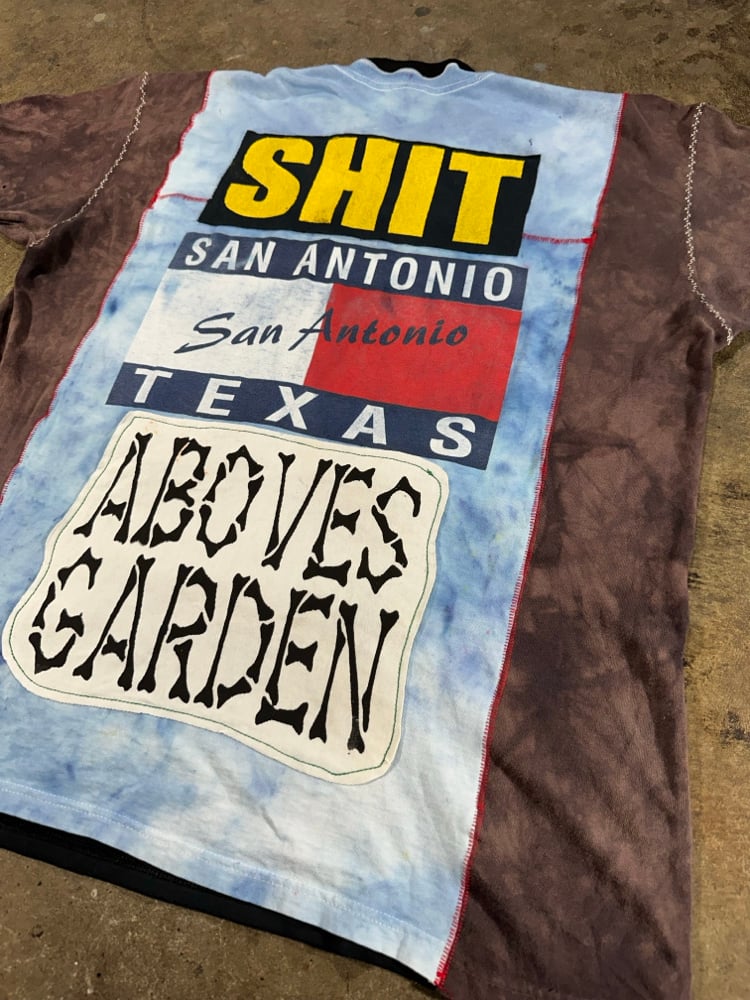 SHIT
SAN ANTONIO
San Antonio
TEXAS
ABOVES
GARDEN